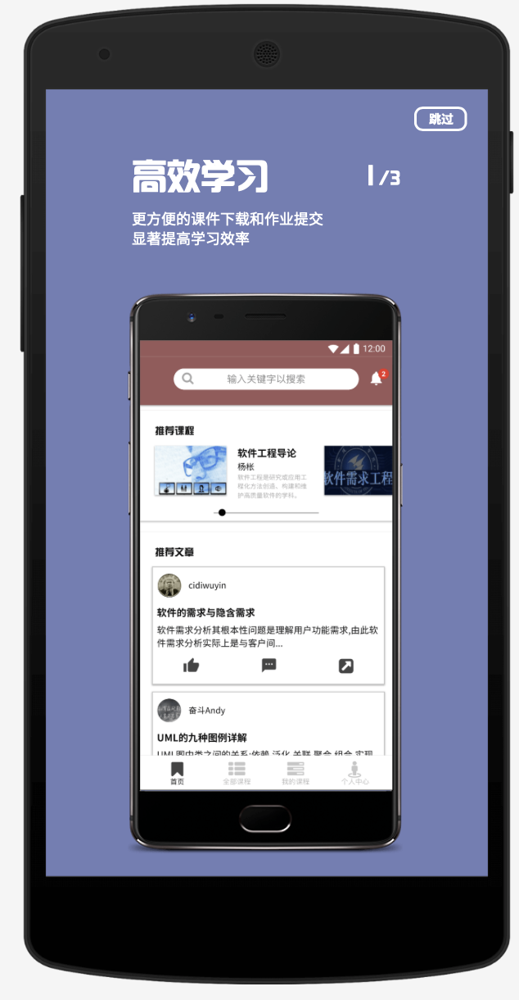 跳过
高效学习
1/3
更方便的课件下载和作业提交
显著提高学习效率
12:00
输入关键字以搜索
2
推荐课程
软件工程导论
杨枨
软件工程是研究或应用工
程化方法创造、构建和维
护高质量软件的学科。
软件需求工程
推荐文章
cidiwuyin
软件的需求与隐含需求
软件需求分析其根本性问题是理解用户功能需求,由此软
件需求分析实际上是与客户间...
奋斗Andy
UML的九种图例详解
UML图中类之间的关系:依赖,泛化,关联,聚合,组合,实现
首页
全部课程
我的课程
个人中心